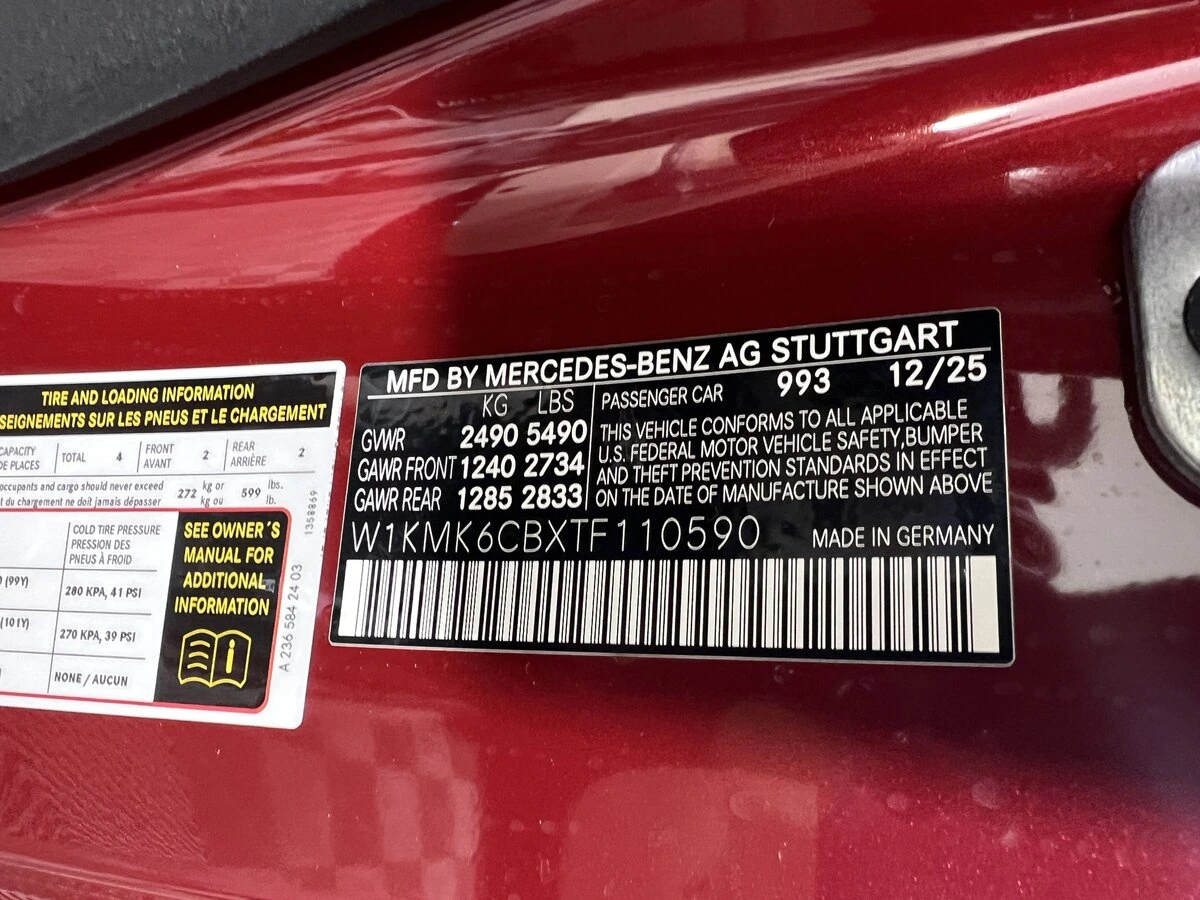 TIRE AND LOADING INFORMATION
SEIGNEMENTS SUR LES PNEUS ET LE CHARGEMENT
CAPACITY
DE PLACES
TOTAL 4
FRONT
AVANT 2
REAR
ARRIÈRE 2
occupants and cargo should never exceed
t du chargement ne doit jamais dépasser
272 kg or
kg ou
599 lbs.
lb.
1358869
COLD TIRE PRESSURE
PRESSION DES
PNEUS À FROID
(99Y)
280 KPA, 41 PSI
(101Y)
270 KPA, 39 PSI
NONE / AUCUN
SEE OWNER´S
MANUAL FOR
ADDITIONAL
INFORMATION
A 236 584 24 03
MFD BY MERCEDES-BENZ AG STUTTGART
KG LBS
GVWR 2490 5490
GAWR FRONT 1240 2734
GAWR REAR 1285 2833
PASSENGER CAR 993 12/25
THIS VEHICLE CONFORMS TO ALL APPLICABLE
U.S. FEDERAL MOTOR VEHICLE SAFETY,BUMPER
AND THEFT PREVENTION STANDARDS IN EFFECT
ON THE DATE OF MANUFACTURE SHOWN ABOVE
W1KMK6CBXTF110590
MADE IN GERMANY